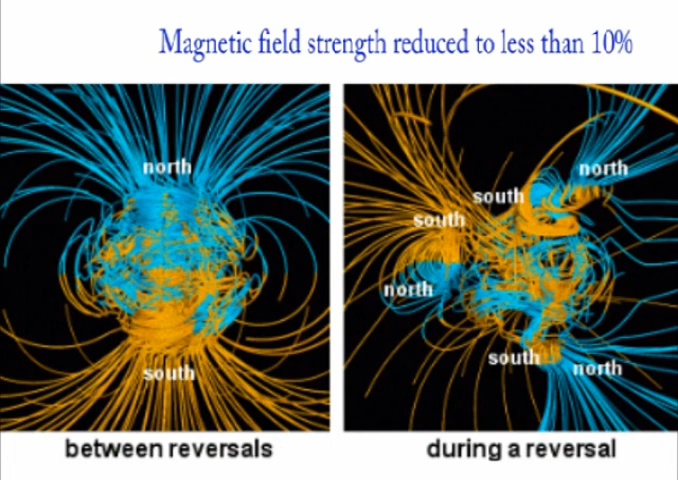 Magnetic field strength reduced to less than 10%
north
south
between reversals
north
south
south
north
south
north
during a reversal